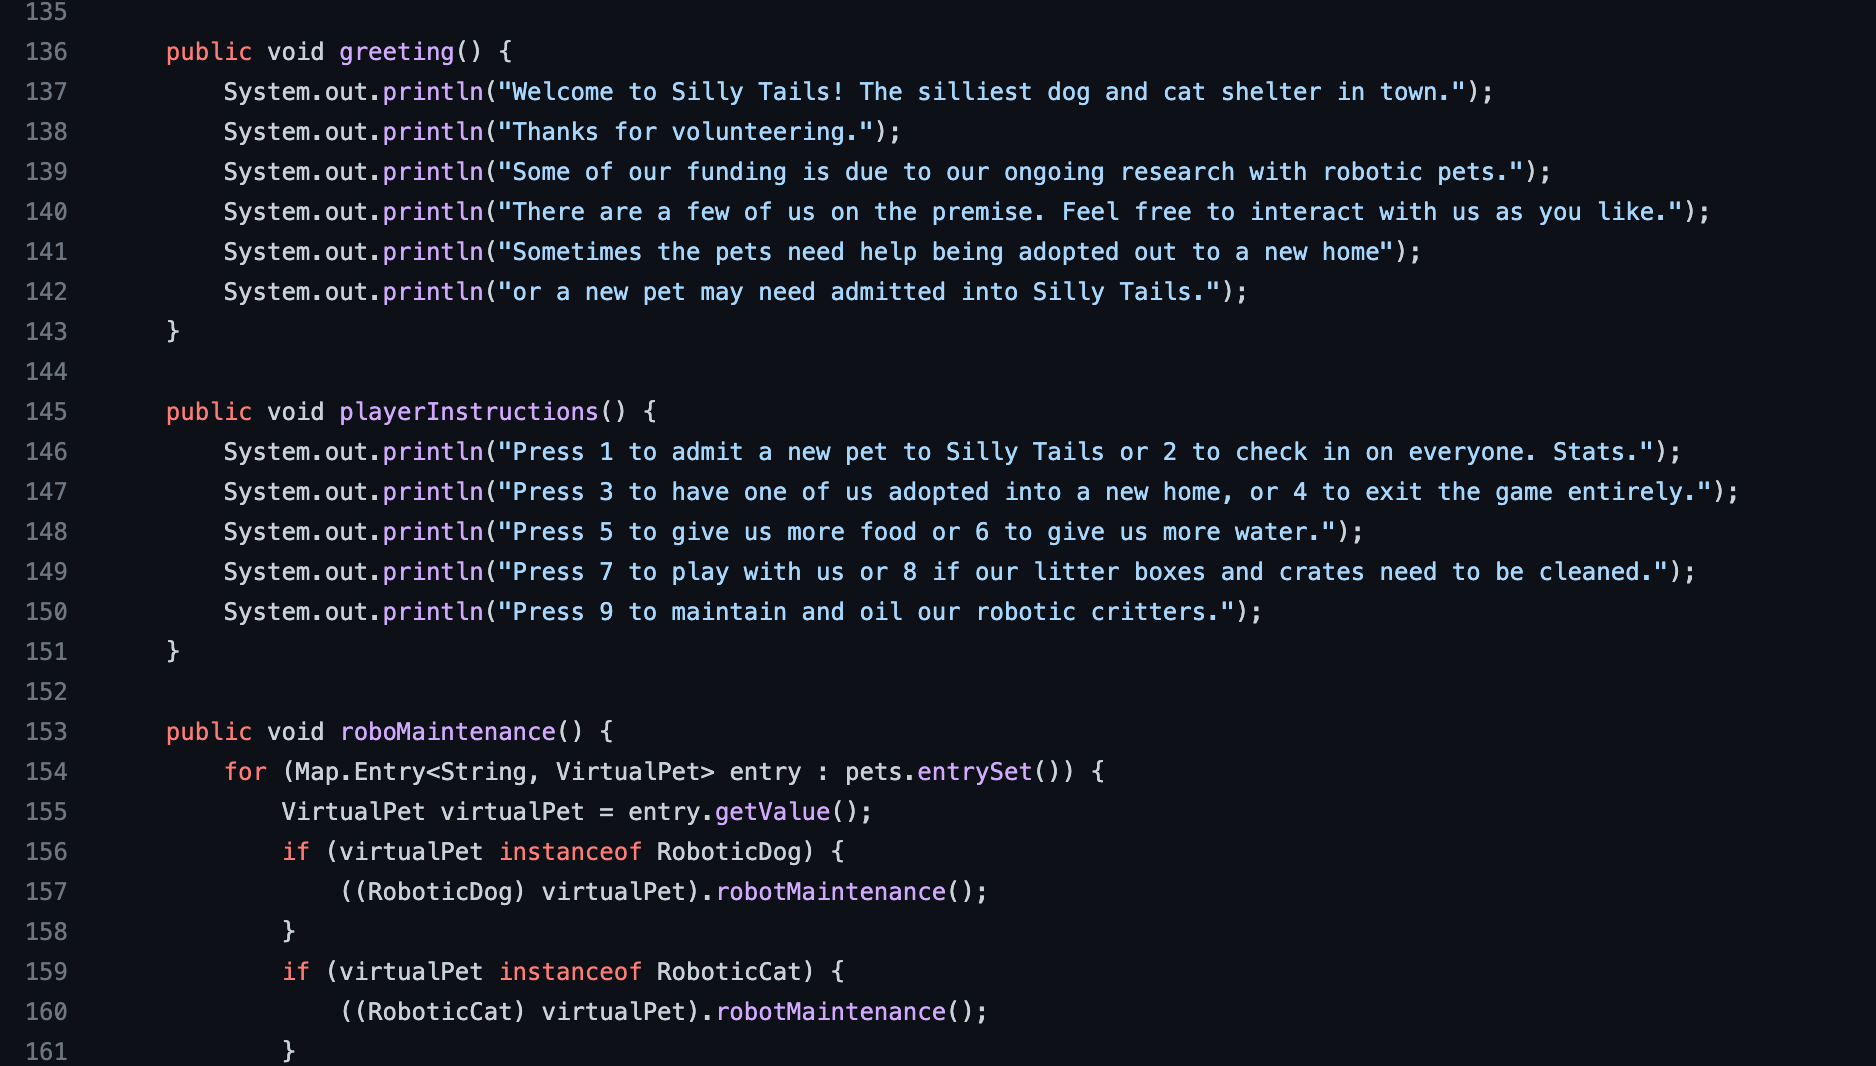 135
136 public void greeting() {
137 System.out.println("Welcome to Silly Tails! The silliest dog and cat shelter in town.");
138 System.out.println("Thanks for volunteering.");
139 System.out.println("Some of our funding is due to our ongoing research with robotic pets.");
140 System.out.println("There are a few of us on the premise. Feel free to interact with us as you like.");
141 System.out.println("Sometimes the pets need help being adopted out to a new home");
142 System.out.println("or a new pet may need admitted into Silly Tails.");
143 }
144
145 public void playerInstructions() {
146 System.out.println("Press 1 to admit a new pet to Silly Tails or 2 to check in on everyone. Stats.");
147 System.out.println("Press 3 to have one of us adopted into a new home, or 4 to exit the game entirely.");
148 System.out.println("Press 5 to give us more food or 6 to give us more water.");
149 System.out.println("Press 7 to play with us or 8 if our litter boxes and crates need to be cleaned.");
150 System.out.println("Press 9 to maintain and oil our robotic critters.");
151 }
152
153 public void roboMaintenance() {
154 for (Map.Entry<String, VirtualPet> entry : pets.entrySet()) {
155 VirtualPet virtualPet = entry.getValue();
156 if (virtualPet instanceof RoboticDog) {
157 ((RoboticDog) virtualPet).robotMaintenance();
158 }
159 if (virtualPet instanceof RoboticCat) {
160 ((RoboticCat) virtualPet).robotMaintenance();
161 }